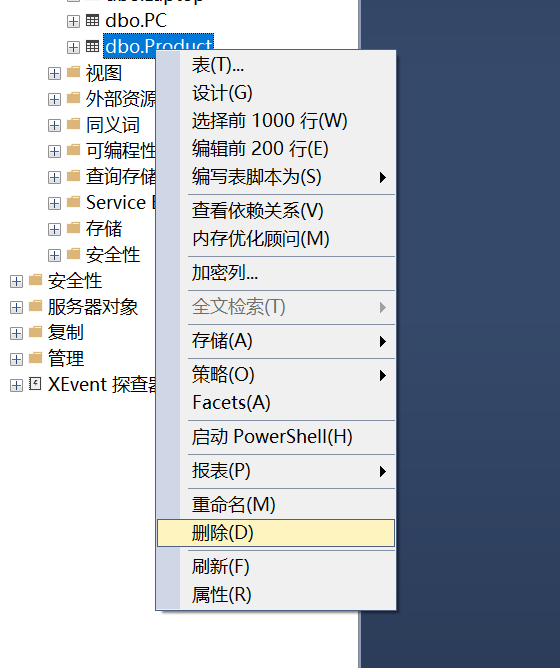 dbo.Laptop
dbo.PC
dbo.Product
视图
外部资源
同义词
可编程性
查询存储
Service
存储
安全性
安全性
服务器对象
复制
管理
XEvent 探查器
表(T)...
设计(G)
选择前 1000 行(W)
编辑前 200 行(E)
编写表脚本为(S)
查看依赖关系(V)
内存优化顾问(M)
加密列...
全文检索(T)
存储(A)
策略(O)
Facets(A)
启动 PowerShell(H)
报表(P)
重命名(M)
删除(D)
刷新(F)
属性(R)